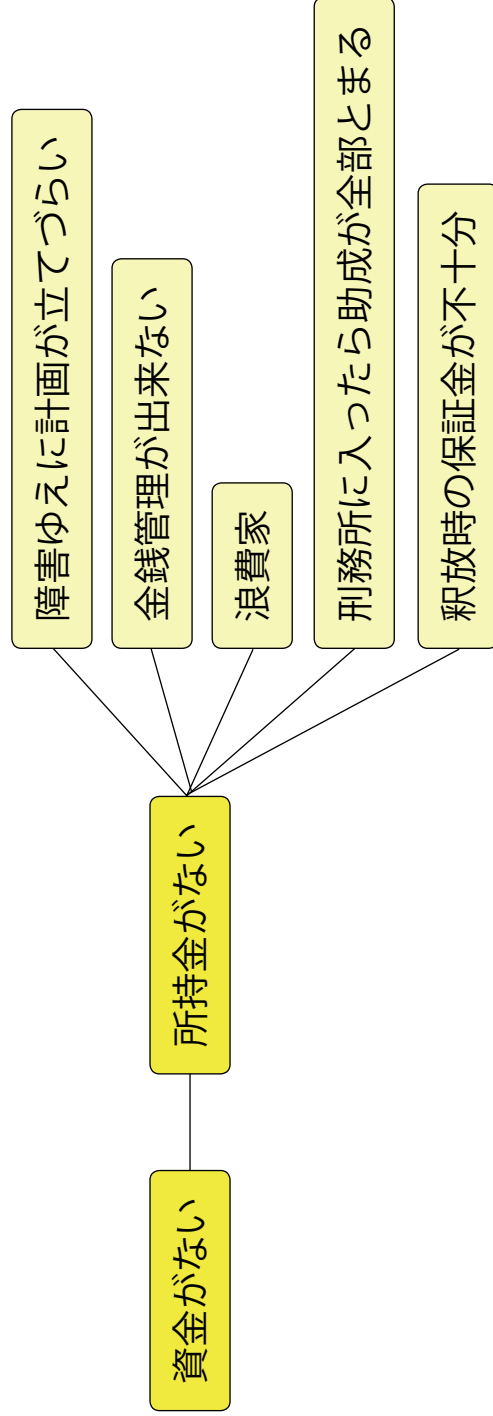 資金がない
所持金がない
障害ゆえに計画が立てづらい
金銭管理が出来ない
浪費家
刑務所に入ったら助成が全部とまる
釈放時の保証金が不十分